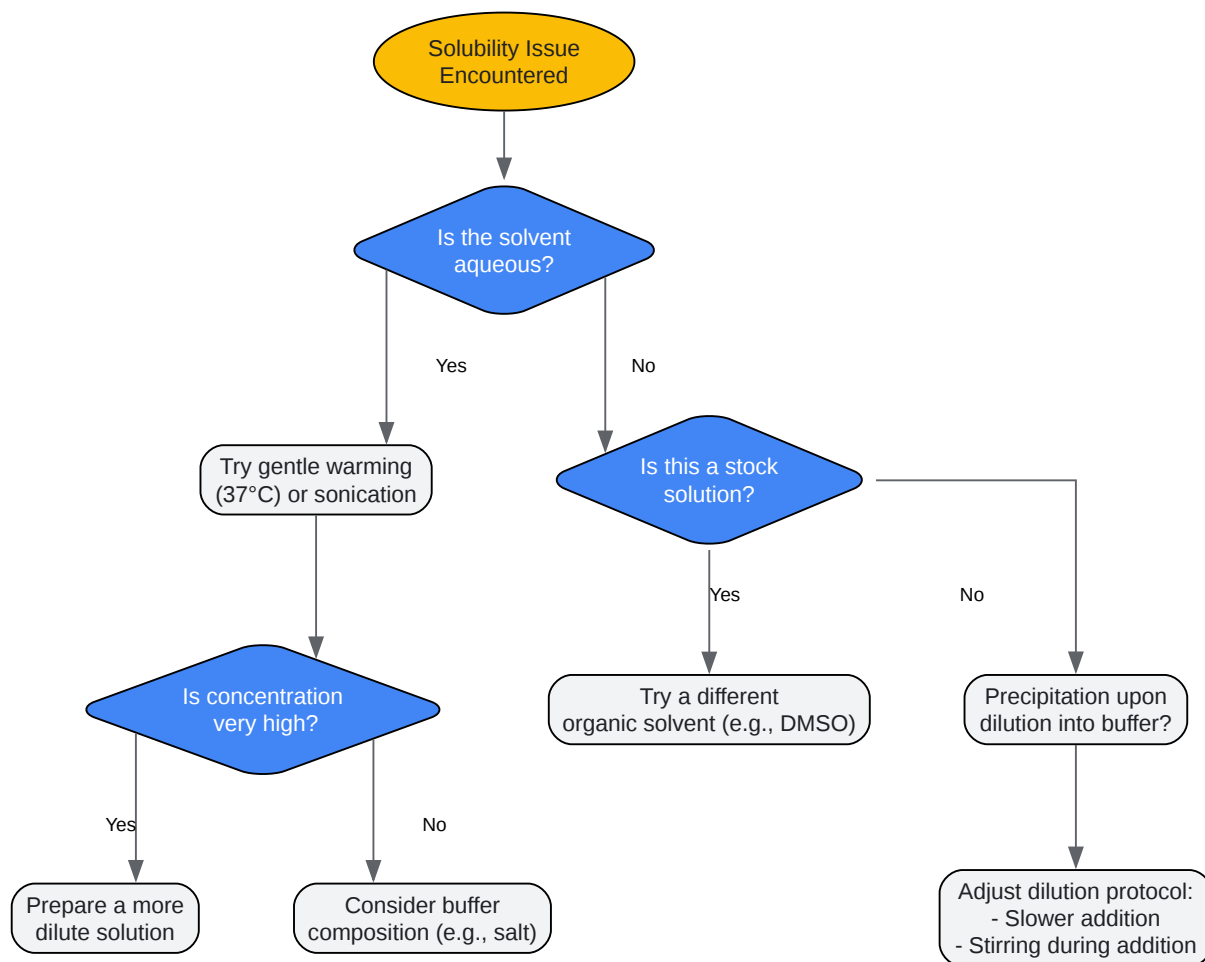 Solubility Issue
Encountered
Is the solvent
aqueous?
Yes
No
Try gentle warming
(37°C) or sonication
Is this a stock
solution?
Yes
No
Is concentration
very high?
Try a different
organic solvent (e.g., DMSO)
Precipitation upon
dilution into buffer?
Yes
No
Prepare a more
dilute solution
Consider buffer
composition (e.g., salt)
Adjust dilution protocol:
- Slower addition
- Stirring during addition